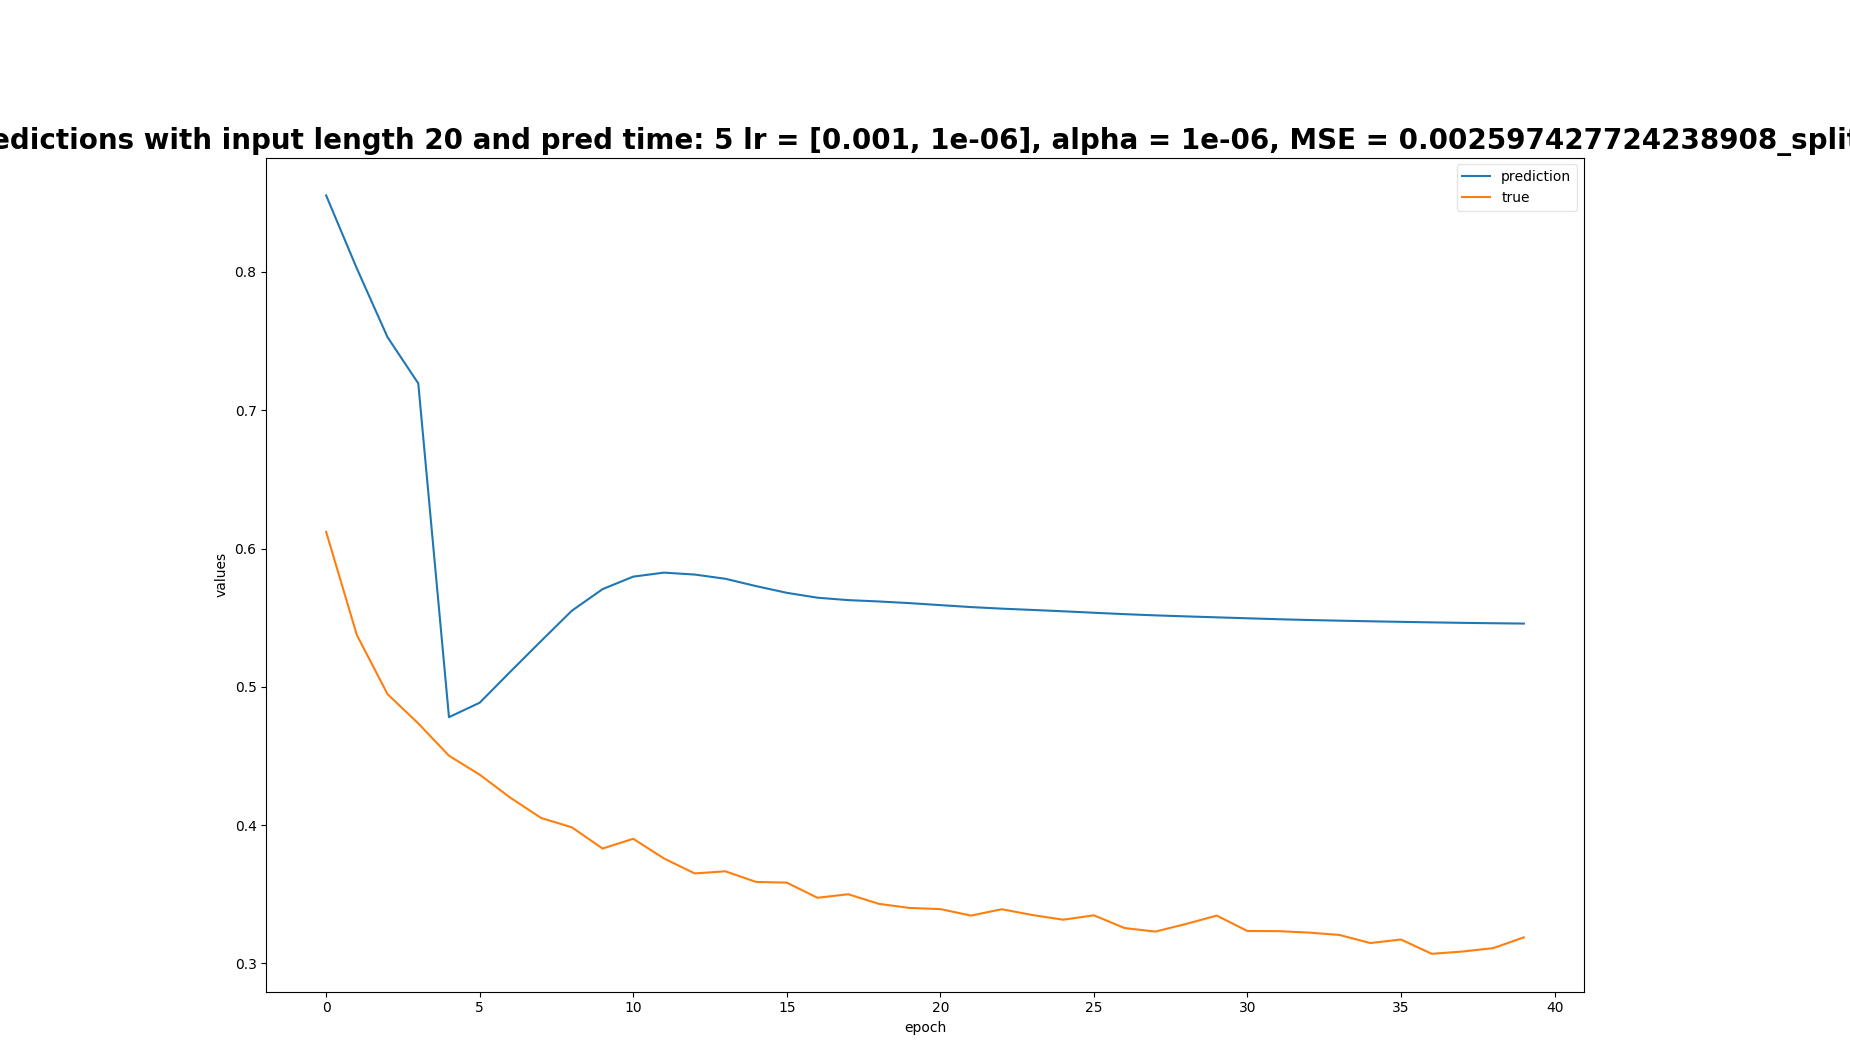 edictions with input length 20 and pred time: 5 lr = [0.001, 1e-06], alpha = 1e-06, MSE = 0.002597427724238908_split
prediction
true
0.8
0.7
0.6
0.5
0.4
0.3
values
0 5 10 15 20 25 30 35 40
epoch